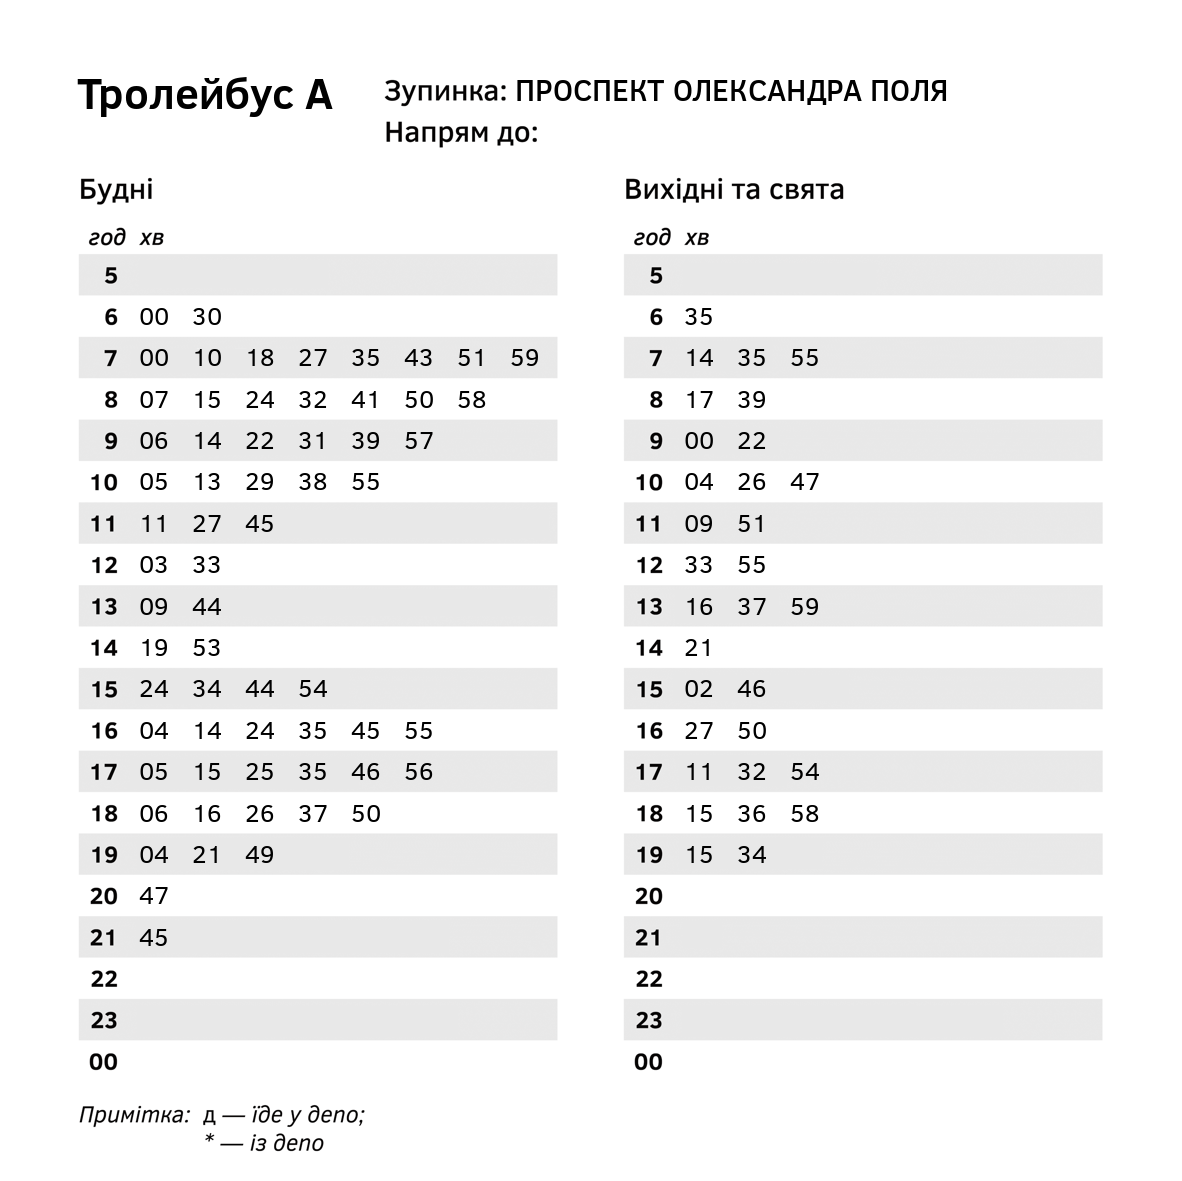 Тролейбус А
Зупинка: ПРОСПЕКТ ОЛЕКСАНДРА ПОЛЯ
Напрям до:
Будні
год хв
5
6 00 30
7 00 10 18 27 35 43 51 59
8 07 15 24 32 41 50 58
9 06 14 22 31 39 57
10 05 13 29 38 55
11 11 27 45
12 03 33
13 09 44
14 19 53
15 24 34 44 54
16 04 14 24 35 45 55
17 05 15 25 35 46 56
18 06 16 26 37 50
19 04 21 49
20 47
21 45
22
23
00
Вихідні та свята
год хв
5
6 35
7 14 35 55
8 17 39
9 00 22
10 04 26 47
11 09 51
12 33 55
13 16 37 59
14 21
15 02 46
16 27 50
17 11 32 54
18 15 36 58
19 15 34
20
21
22
23
00
Примітка: д — їде у депо;
* — із депо